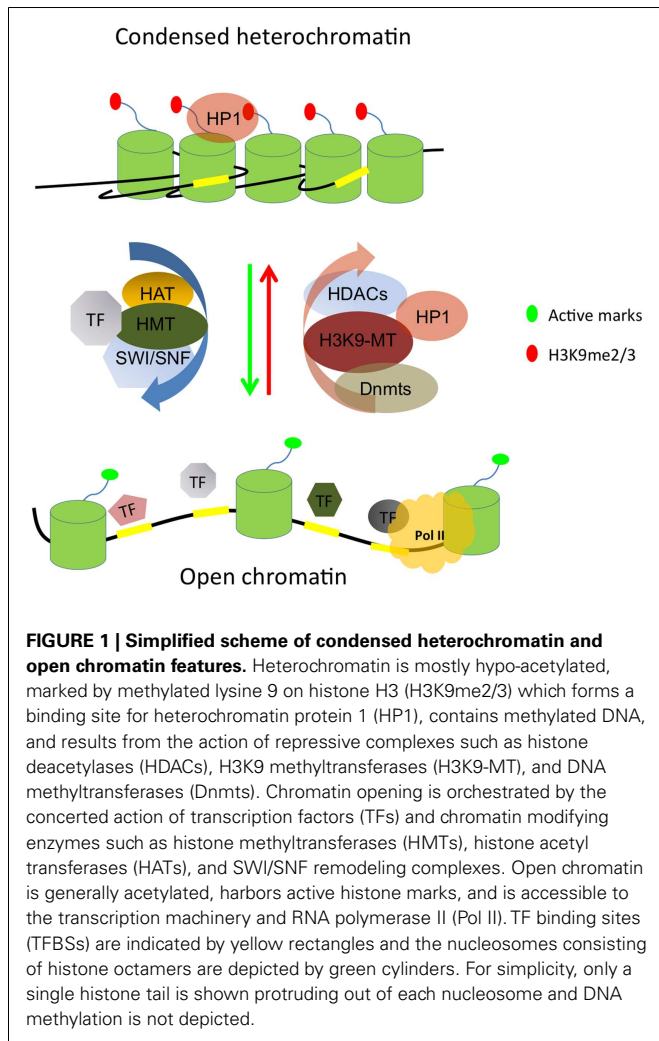 Condensed heterochromatin
HP1
HAT
TF
HMT
SWI/SNF
HDACs
HP1
H3K9-MT
Dnmts
Active marks
H3K9me2/3
TF
TF
TF
TF
Pol II
Open chromatin
FIGURE 1 | Simplified scheme of condensed heterochromatin and
open chromatin features. Heterochromatin is mostly hypo-acetylated,
marked by methylated lysine 9 on histone H3 (H3K9me2/3) which forms a
binding site for heterochromatin protein 1 (HP1), contains methylated DNA,
and results from the action of repressive complexes such as histone
deacetylases (HDACs), H3K9 methyltransferases (H3K9-MT), and DNA
methyltransferases (Dnmts). Chromatin opening is orchestrated by the
concerted action of transcription factors (TFs) and chromatin modifying
enzymes such as histone methyltransferases (HMTs), histone acetyl
transferases (HATs), and SWI/SNF remodeling complexes. Open chromatin
is generally acetylated, harbors active histone marks, and is accessible to
the transcription machinery and RNA polymerase II (Pol II). TF binding sites
(TFBSs) are indicated by yellow rectangles and the nucleosomes consisting
of histone octamers are depicted by green cylinders. For simplicity, only a
single histone tail is shown protruding out of each nucleosome and DNA
methylation is not depicted.